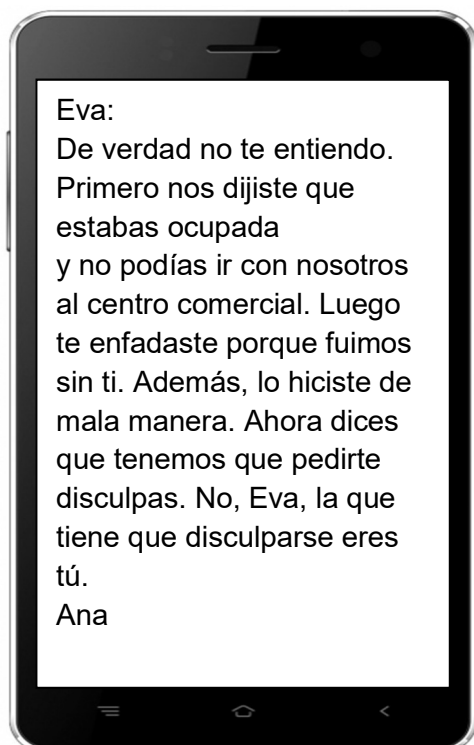 Eva:
De verdad no te entiendo.
Primero nos dijiste que
estabas ocupada
y no podías ir con nosotros
al centro comercial. Luego
te enfadaste porque fuimos
sin ti. Además, lo hiciste de
mala manera. Ahora dices
que tenemos que pedirte
disculpas. No, Eva, la que
tiene que disculparse eres
tú.
Ana